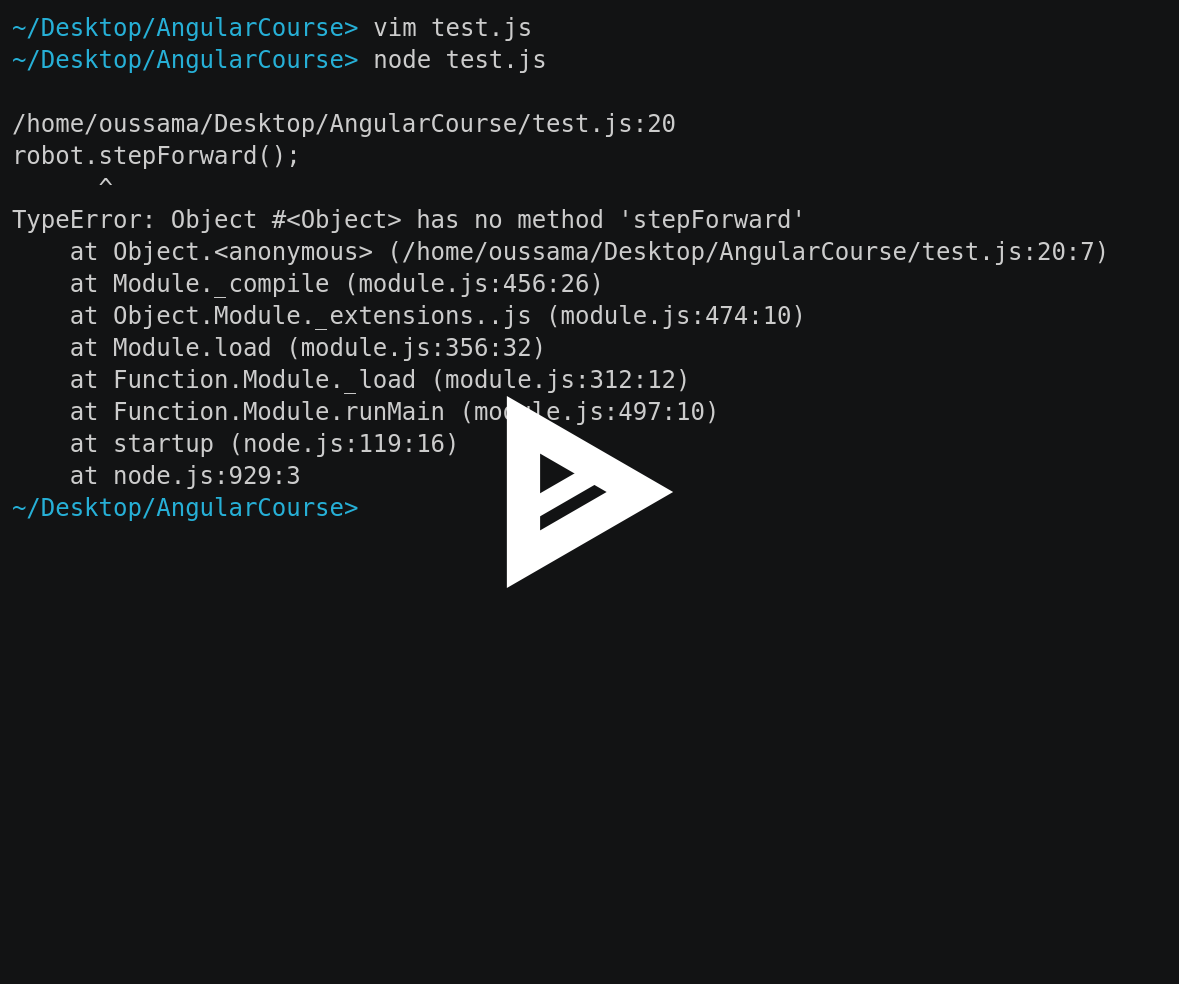 ~/Desktop/AngularCourse> vim test.js
~/Desktop/AngularCourse> node test.js
/home/oussama/Desktop/AngularCourse/test.js:20
robot.stepForward();
^
TypeError: Object #<Object> has no method 'stepForward'
at Object.<anonymous> (/home/oussama/Desktop/AngularCourse/test.js:20:7)
at Module._compile (module.js:456:26)
at Object.Module._extensions..js (module.js:474:10)
at Module.load (module.js:356:32)
at Function.Module._load (module.js:312:12)
at Function.Module.runMain (module.js:497:10)
at startup (node.js:119:16)
at node.js:929:3
~/Desktop/AngularCourse>